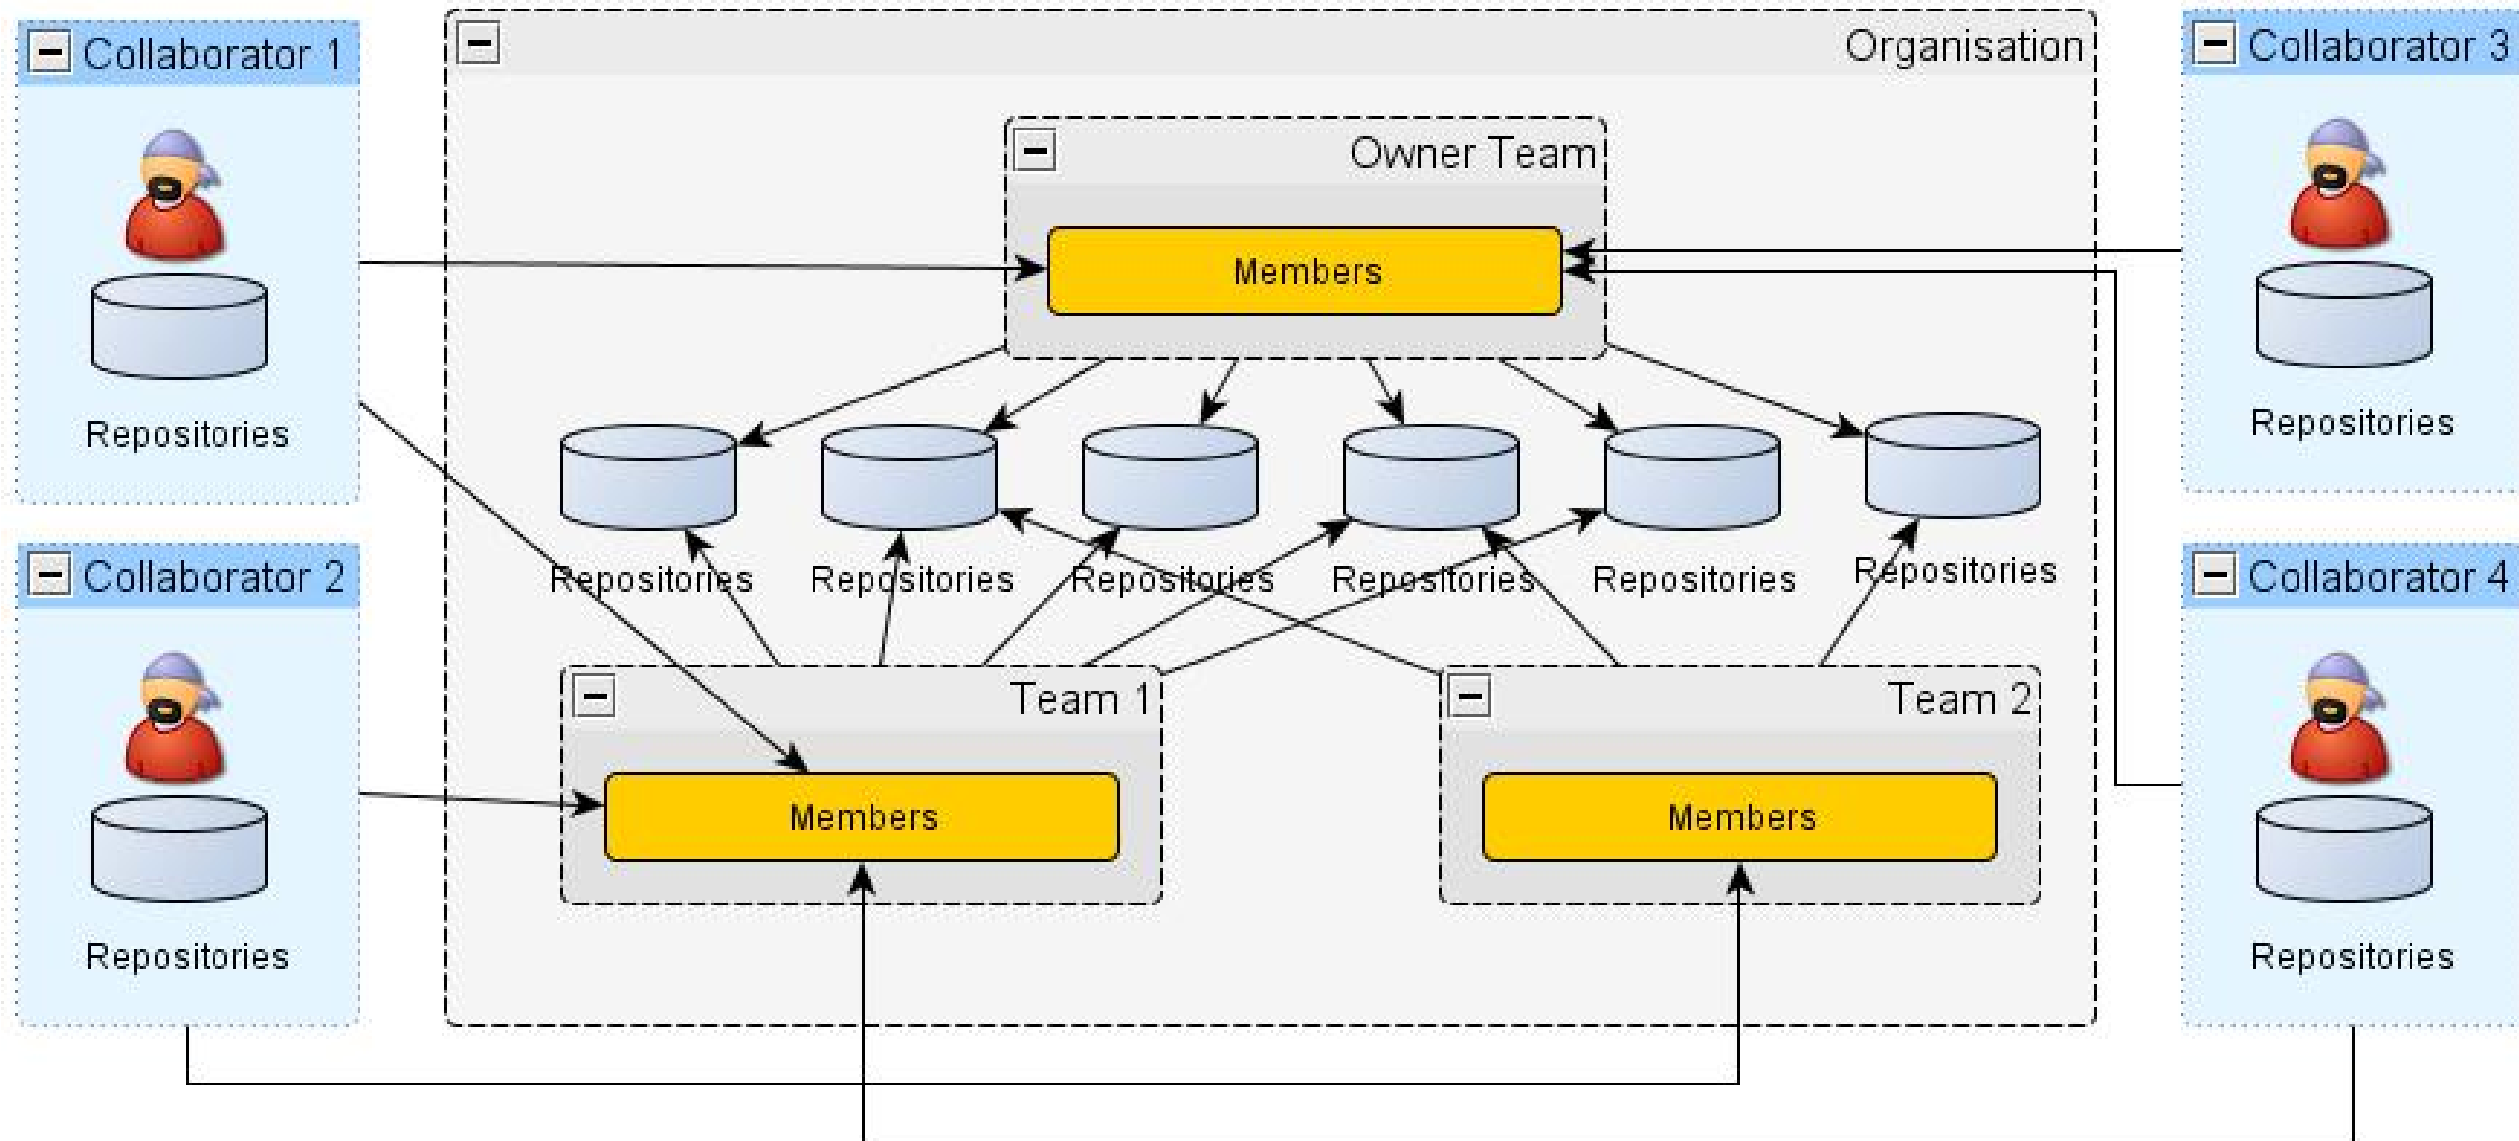 Collaborator 1
Repositories
Collaborator 2
Repositories
Organisation
Owner Team
Members
Repositories
Repositories
Repositories
Repositories
Repositories
Repositories
Team 1
Members
Team 2
Members
Collaborator 3
Repositories
Collaborator 4
Repositories